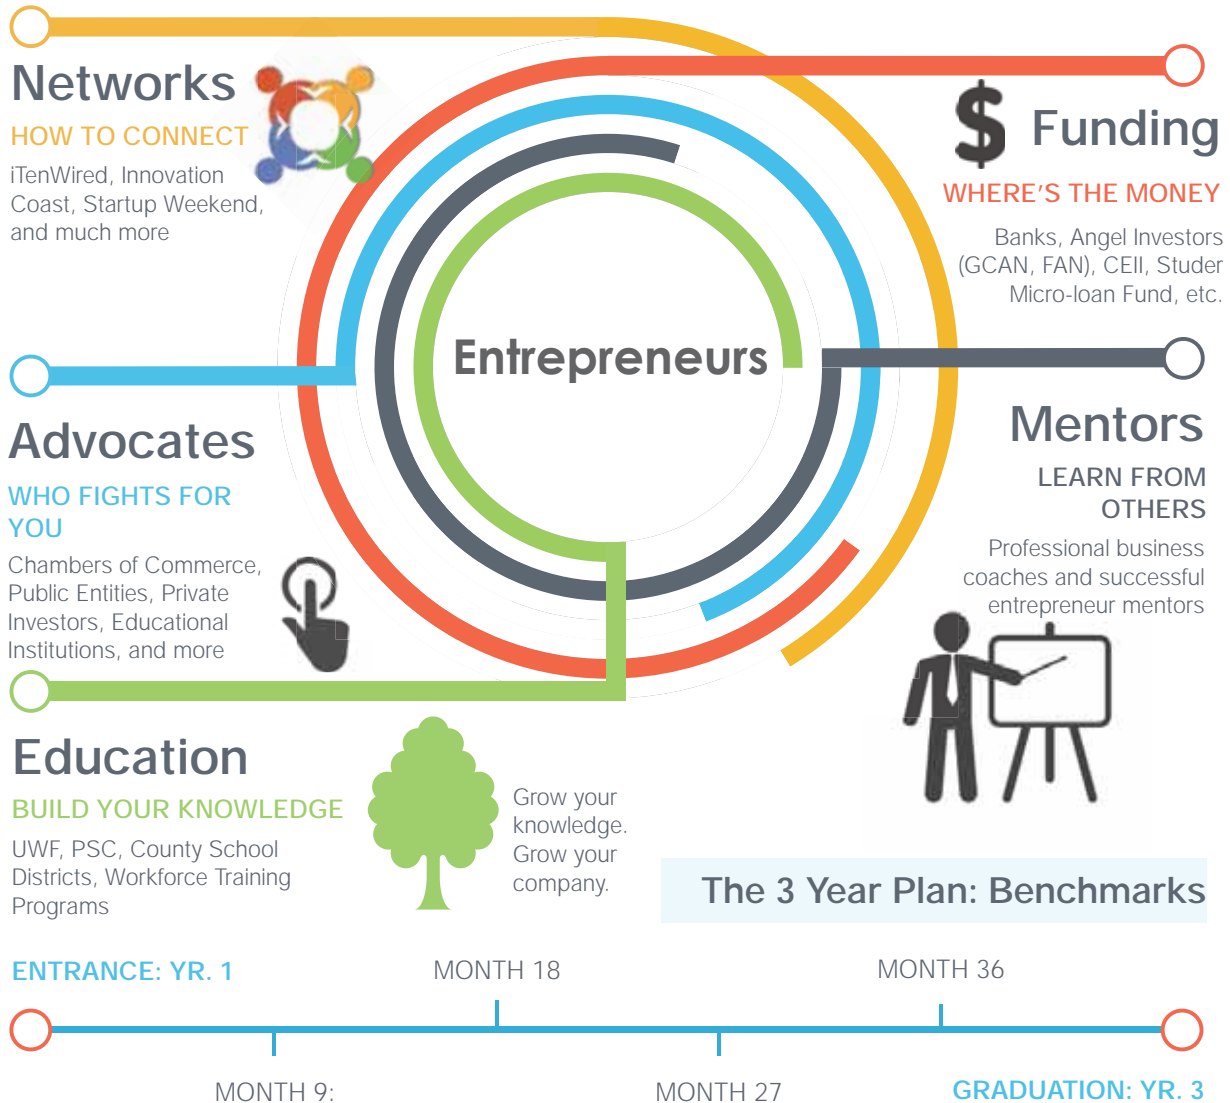 Networks
HOW TO CONNECT
iTenWired, Innovation
Coast, Startup Weekend,
and much more
Funding
WHERE'S THE MONEY
Banks, Angel Investors
(GCAN, FAN), CEII, Studer
Micro-loan Fund, etc.
Entrepreneurs
Advocates
WHO FIGHTS FOR
YOU
Chambers of Commerce,
Public Entities, Private
Investors, Educational
Institutions, and more
Mentors
LEARN FROM
OTHERS
Professional business
coaches and successful
entrepreneur mentors
Education
BUILD YOUR KNOWLEDGE
UWF, PSC, County School
Districts, Workforce Training
Programs
Grow your
knowledge.
Grow your
company.
The 3 Year Plan: Benchmarks
ENTRANCE: YR. 1
MONTH 18
MONTH 36
MONTH 9:
MONTH 27
GRADUATION: YR. 3